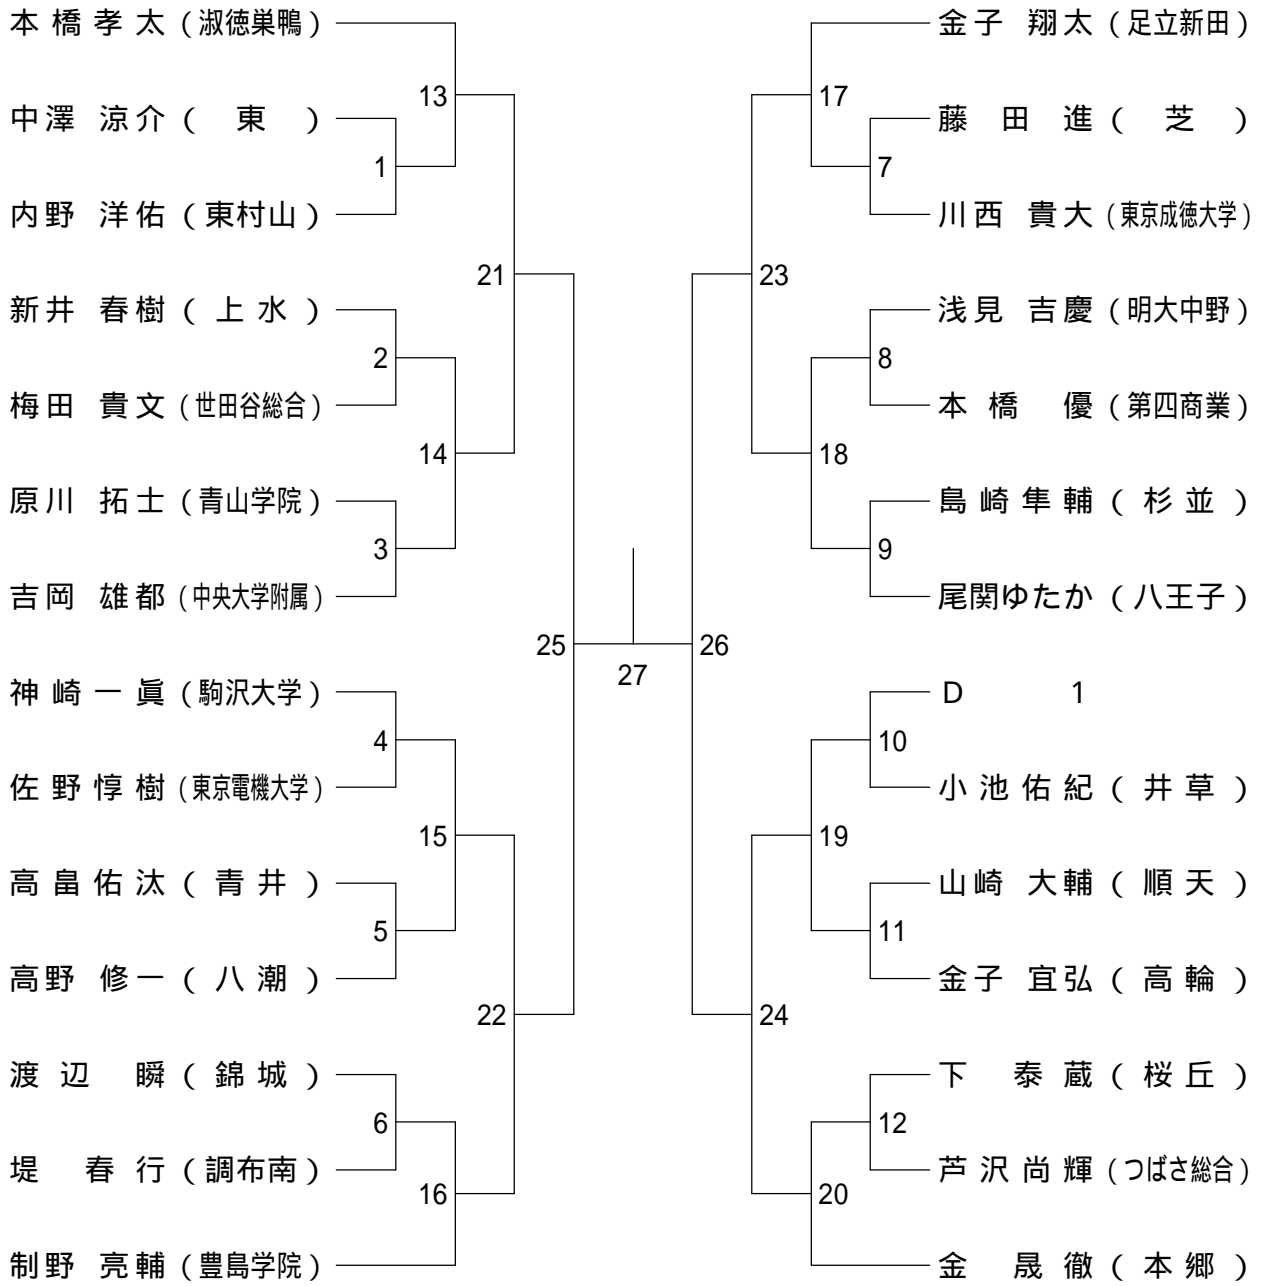 本橋孝太（淑徳巣鴨）
13
中澤 涼介（ 東 ）
1
内野 洋佑（東村山）
21
新井 春樹（ 上水 ）
2
梅田 貴文（世田谷総合）
14
原川 拓士（青山学院）
3
吉岡 雄都（中央大学附属）
25
神崎一眞（駒沢大学）
4
佐野惇樹（東京電機大学）
15
高畠佑汰（ 青井 ）
5
高野 修一（ 八潮 ）
22
渡辺 瞬（ 錦城 ）
6
堤 春行（調布南）
16
制野 亮輔（豊島学院）
27
金子 翔太（足立新田）
17
藤田 進（ 芝 ）
7
川西 貴大（東京成徳大学）
23
浅見 吉慶（明大中野）
8
本橋 優（第四商業）
18
島崎隼輔（ 杉並 ）
9
尾関ゆたか（八王子）
26
D 1
10
小池佑紀（ 井草 ）
19
山崎 大輔（ 順天 ）
11
金子 宜弘（ 高輪 ）
24
下 泰蔵（ 桜丘 ）
12
芦沢尚輝（つばさ総合）
20
金 晟徹（ 本郷 ）